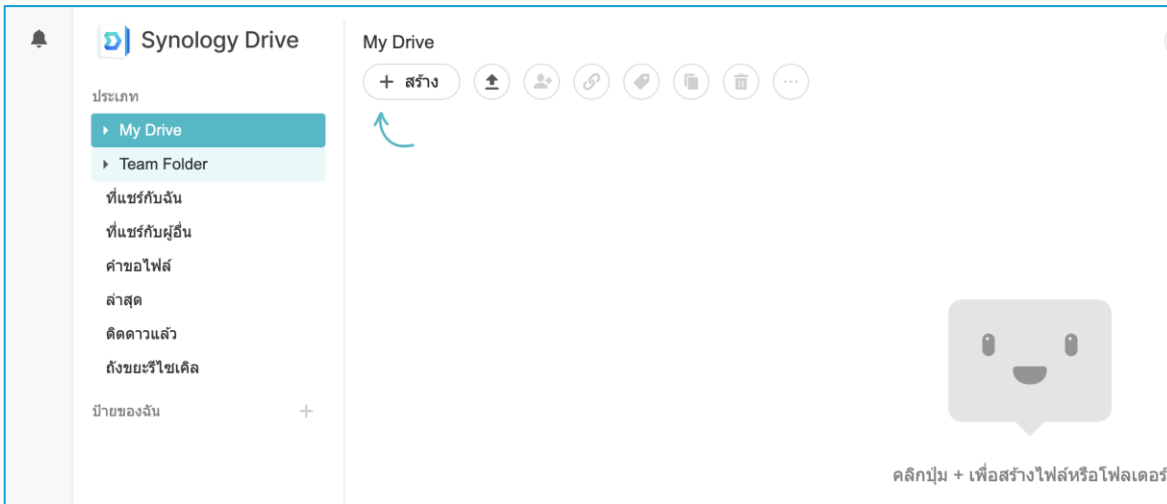 Synology Drive
ประเภท
My Drive
Team Folder
ที่แชร์กับฉัน
ที่แชร์กับผู้อื่น
คำขอไฟล์
ล่าสุด
ติดดาวแล้ว
ถังขยะรีไซเคิล
ป้ายของฉัน +
My Drive
+ สร้าง
คลิกปุ่ม + เพื่อสร้างไฟล์หรือโฟลเดอร์